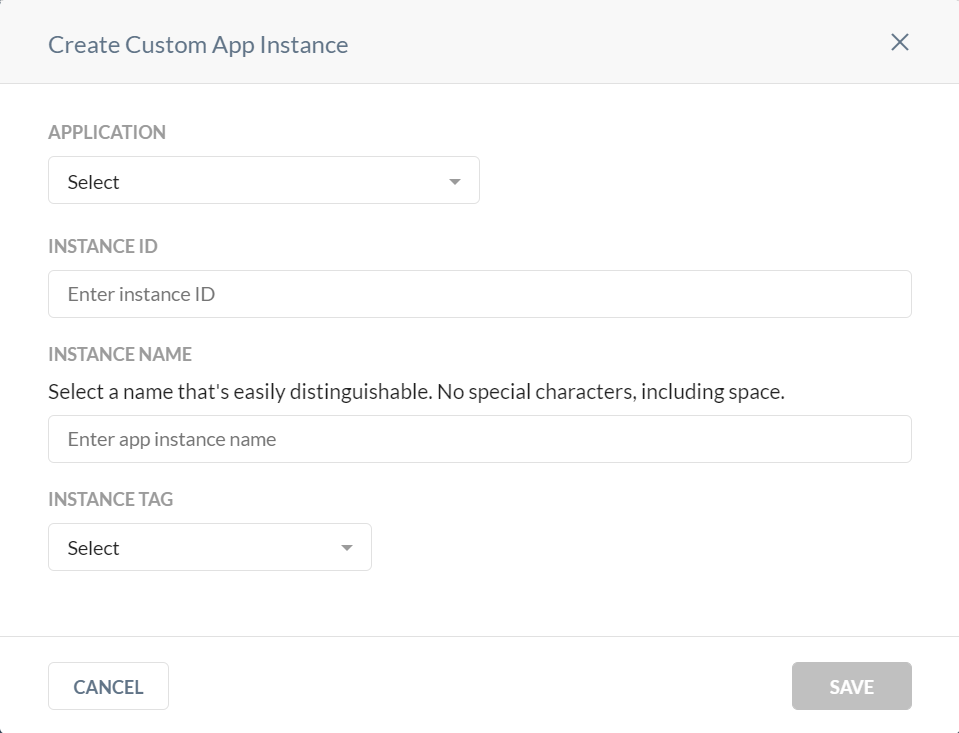 Create Custom App Instance
APPLICATION
Select
INSTANCE ID
Enter instance ID
INSTANCE NAME
Select a name that's easily distinguishable. No special characters, including space.
Enter app instance name
INSTANCE TAG
Select
CANCEL
SAVE